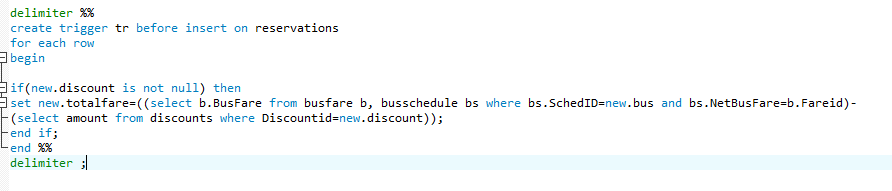 delimiter %%
create trigger tr before insert on reservations
for each row
begin
if(new.discount is not null) then
set new.totalfare=((select b.BusFare from busfare b, busschedule bs where bs.SchedID=new.bus and bs.NetBusFare=b.Fareid)-
(select amount from discounts where Discountid=new.discount));
end if;
end %%
delimiter ;